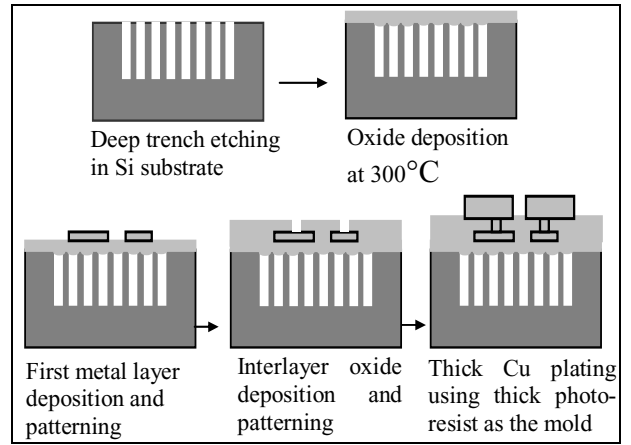 Deep trench etching
in Si substrate
Oxide deposition
at 300°C
First metal layer
deposition and
patterning
Interlayer oxide
deposition and
patterning
Thick Cu plating
using thick photo-
resist as the mold